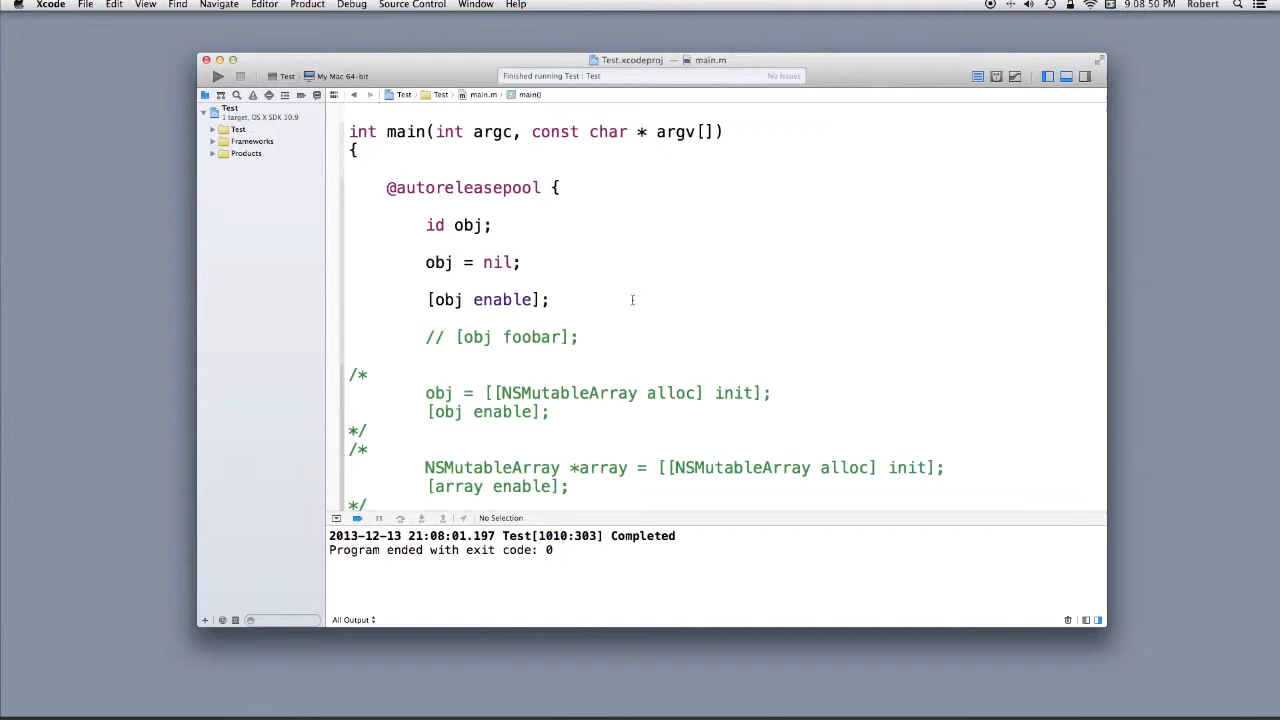 Xcode File Edit View Find Navigate Editor Product Debug Source Control Window Help 9:08:50 PM Robert
Test.xcodeproj — main.m
Test My Mac 64-bit Finished running Test : Test No Issues
Test Test main.m main()
Test
1 target, OS X SDK 10.9
Test
Frameworks
Products
int main(int argc, const char * argv[])
{
@autoreleasepool {
id obj;
obj = nil;
[obj enable];
// [obj foobar];
/*
obj = [[NSMutableArray alloc] init];
[obj enable];
*/
/*
NSMutableArray *array = [[NSMutableArray alloc] init];
[array enable];
*/
No Selection
2013-12-13 21:08:01.197 Test[1010:303] Completed
Program ended with exit code: 0
All Output